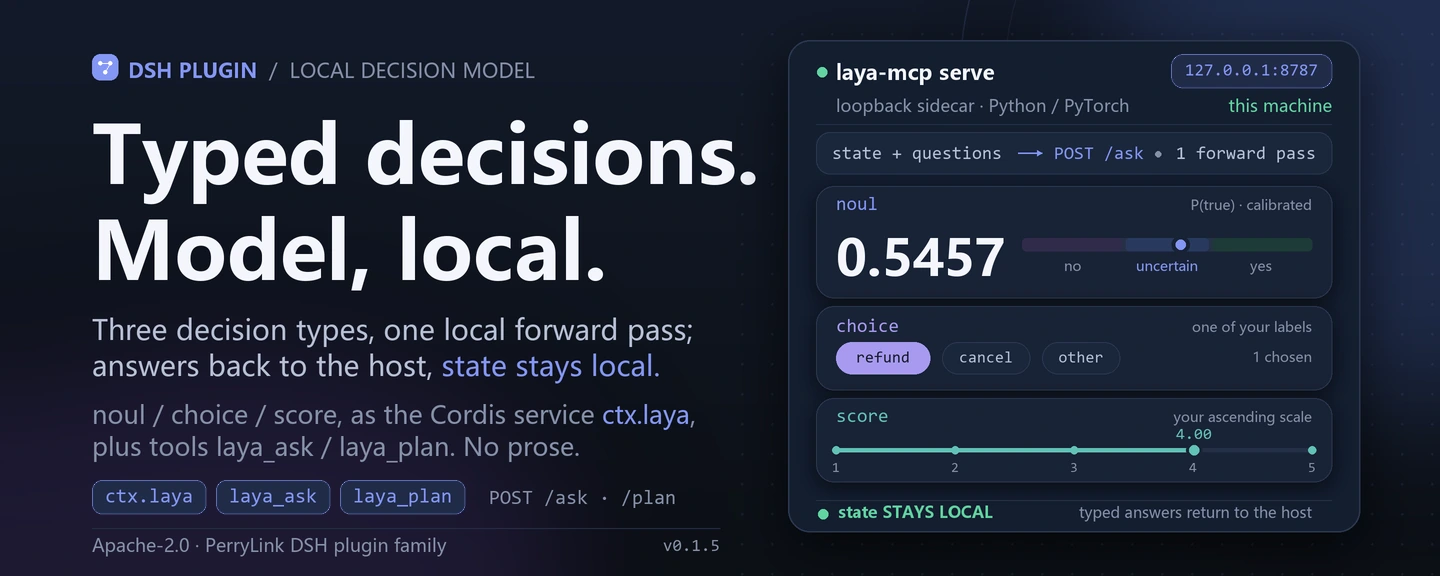 DSH PLUGIN / LOCAL DECISION MODEL
Typed decisions.
Model, local.
Three decision types, one local forward pass;
answers back to the host, state stays local.
noul / choice / score, as the Cordis service ctx.laya,
plus tools laya_ask / laya_plan. No prose.
ctx.laya laya_ask laya_plan POST /ask · /plan
Apache-2.0 · PerryLink DSH plugin family v0.1.5
laya-mcp serve 127.0.0.1:8787
loopback sidecar · Python / PyTorch this machine
state + questions → POST /ask • 1 forward pass
noul P(true) · calibrated
0.5457
no uncertain yes
choice one of your labels
refund cancel other 1 chosen
score your ascending scale
4.00
1 2 3 4 5
state STAYS LOCAL typed answers return to the host